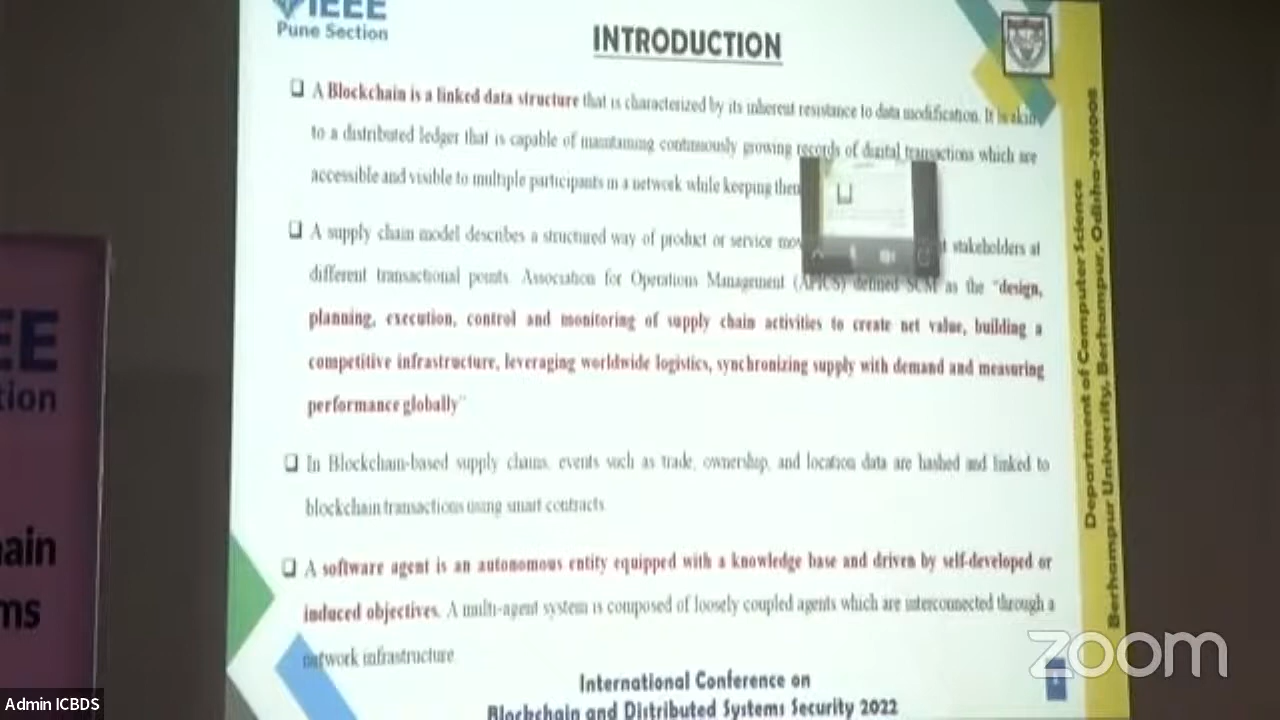 IEEE
Pune Section
INTRODUCTION
A Blockchain is a linked data structure that is characterized by its inherent resistance to data modification. It is akin
to a distributed ledger that is capable of maintaining continuously growing records of digital transactions which are
accessible and visible to multiple participants in a network while keeping
A supply chain model describes a structured way of product or service stakeholders at
different transactional points. Association for Operations Management (APICS) defined SCM as the "design,
planning, execution, control and monitoring of supply chain activities to create net value, building a
competitive infrastructure, leveraging worldwide logistics, synchronizing supply with demand and measuring
performance globally"
In Blockchain-based supply chains, events such as trade, ownership, and location data are hashed and linked to
blockchain transactions using smart contracts
A software agent is an autonomous entity equipped with a knowledge base and driven by self-developed or
induced objectives. A multi-agent system is composed of loosely coupled agents which are interconnected through a
network infrastructure
International Conference on
Blockchain and Distributed Systems Security 2022
Department of Computer Science
Berhampur University, Berhampur, Odisha-760008
EE
tion
ain
ms
zoom
Admin ICBDS